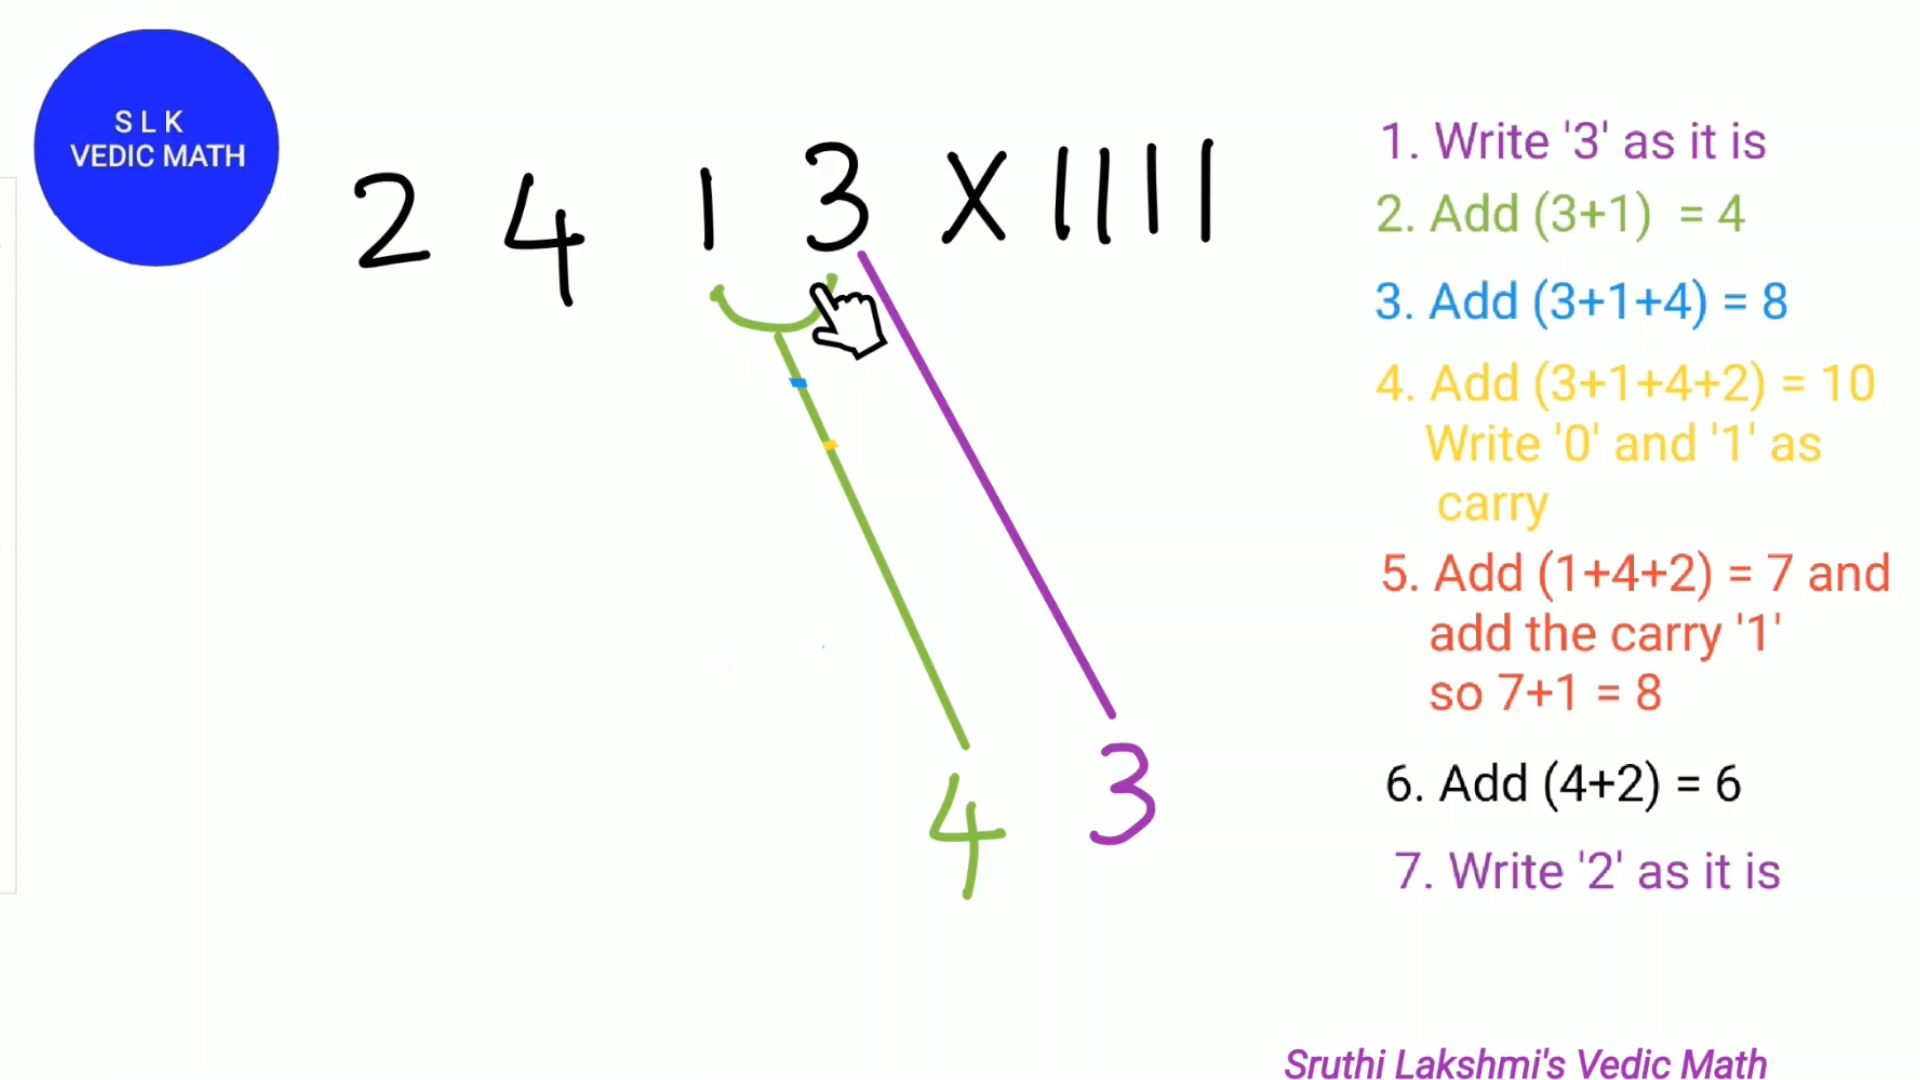 S L K
VEDIC MATH
2 4 1 3 X 1111
4 3
1. Write '3' as it is
2. Add (3+1) = 4
3. Add (3+1+4) = 8
4. Add (3+1+4+2) = 10
Write '0' and '1' as
carry
5. Add (1+4+2) = 7 and
add the carry '1'
so 7+1 = 8
6. Add (4+2) = 6
7. Write '2' as it is
Sruthi Lakshmi's Vedic Math